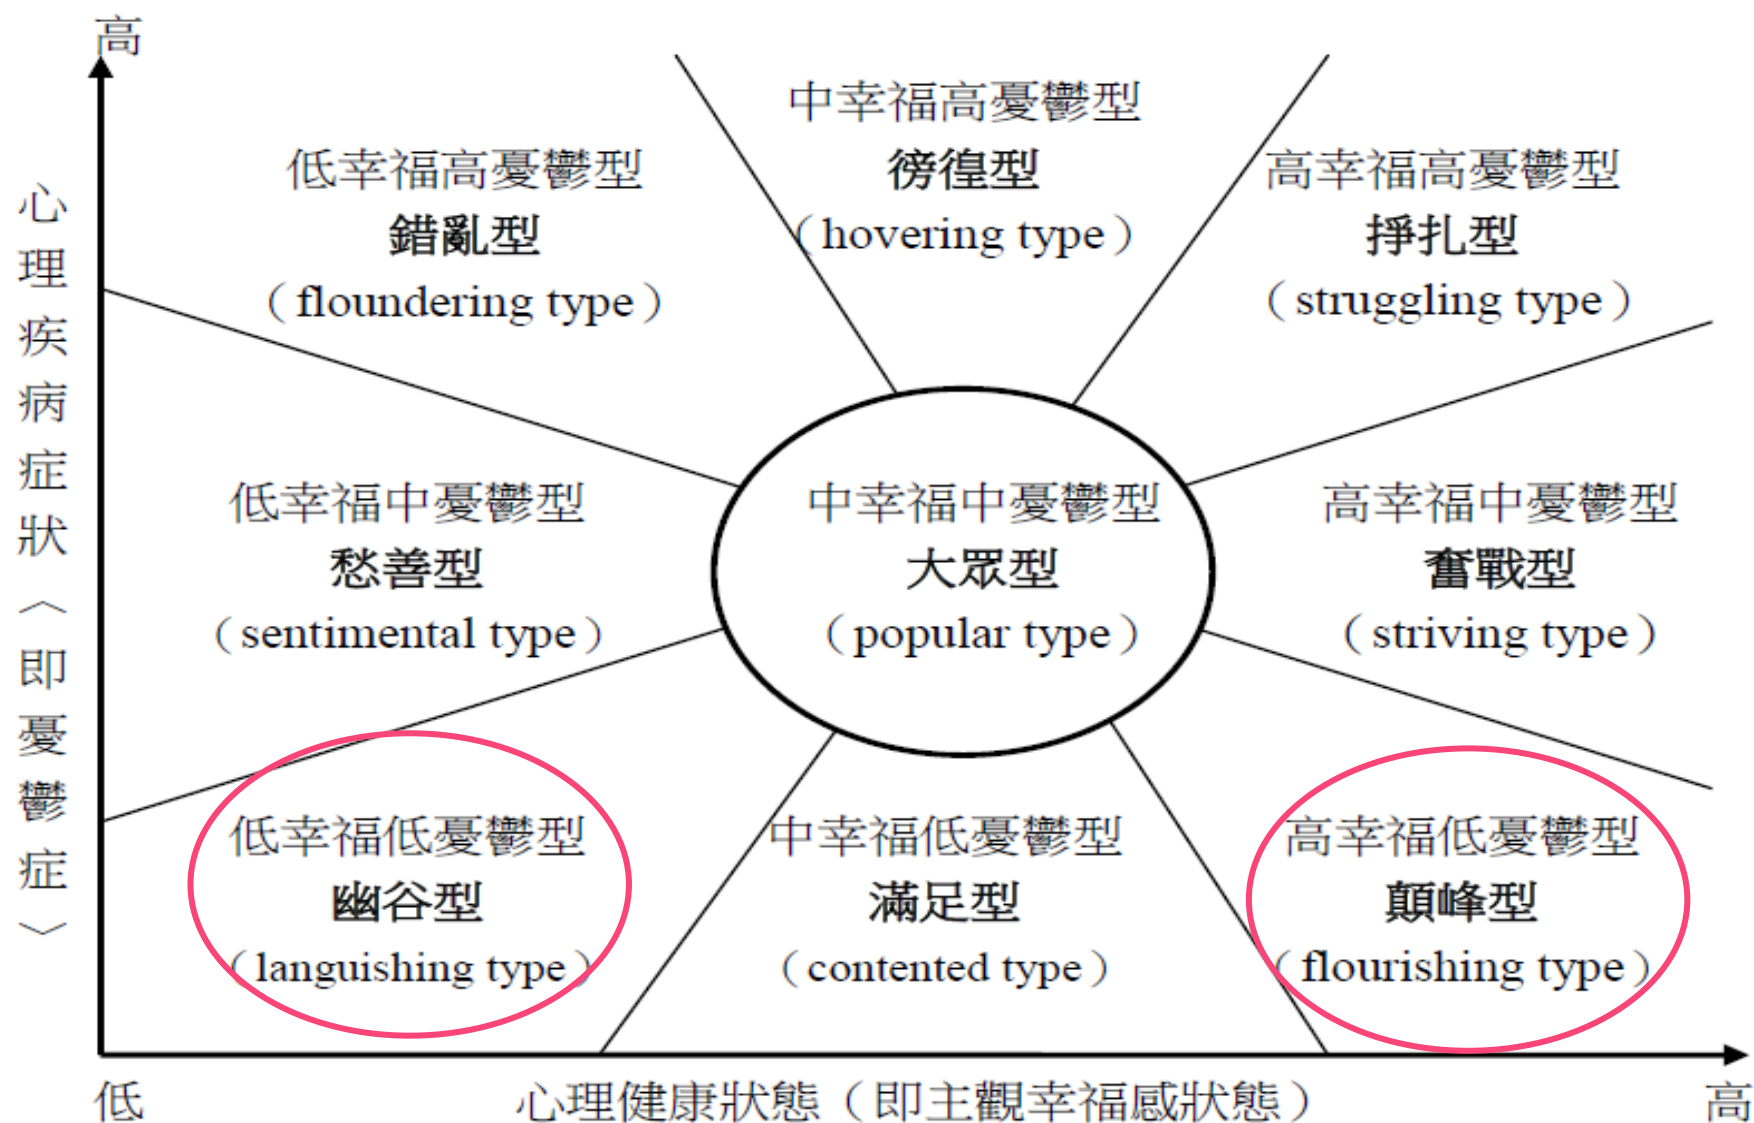 高
心理疾病症狀〈即憂鬱症〉
低幸福高憂鬱型
錯亂型
（floundering type）
中幸福高憂鬱型
徬徨型
（hovering type）
高幸福高憂鬱型
掙扎型
（struggling type）
低幸福中憂鬱型
愁善型
（sentimental type）
中幸福中憂鬱型
大眾型
（popular type）
高幸福中憂鬱型
奮戰型
（striving type）
低幸福低憂鬱型
幽谷型
（languishing type）
中幸福低憂鬱型
滿足型
（contented type）
高幸福低憂鬱型
顛峰型
（flourishing type）
低
心理健康狀態（即主觀幸福感狀態）
高